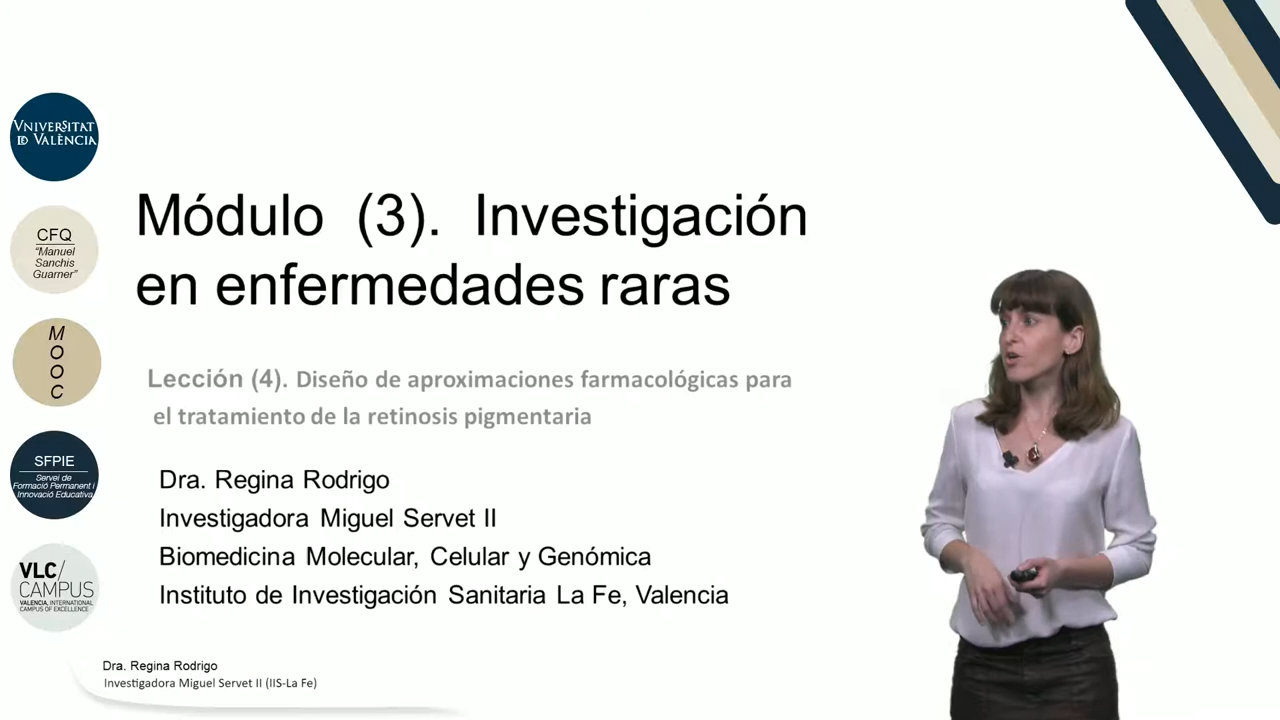 VNIVERSITAT
ID VALÈNCIA
CFQ
“Manuel
Sanchis
Guarner”
M
O
O
C
SFPIE
Servei de
Formació Permanent i
Innovació Educativa
VLC/
CAMPUS
VALENCIA, INTERNATIONAL
CAMPUS OF EXCELLENCE
Módulo (3). Investigación
en enfermedades raras
Lección (4). Diseño de aproximaciones farmacológicas para
el tratamiento de la retinosis pigmentaria
Dra. Regina Rodrigo
Investigadora Miguel Servet II
Biomedicina Molecular, Celular y Genómica
Instituto de Investigación Sanitaria La Fe, Valencia
Dra. Regina Rodrigo
Investigadora Miguel Servet II (IIS-La Fe)